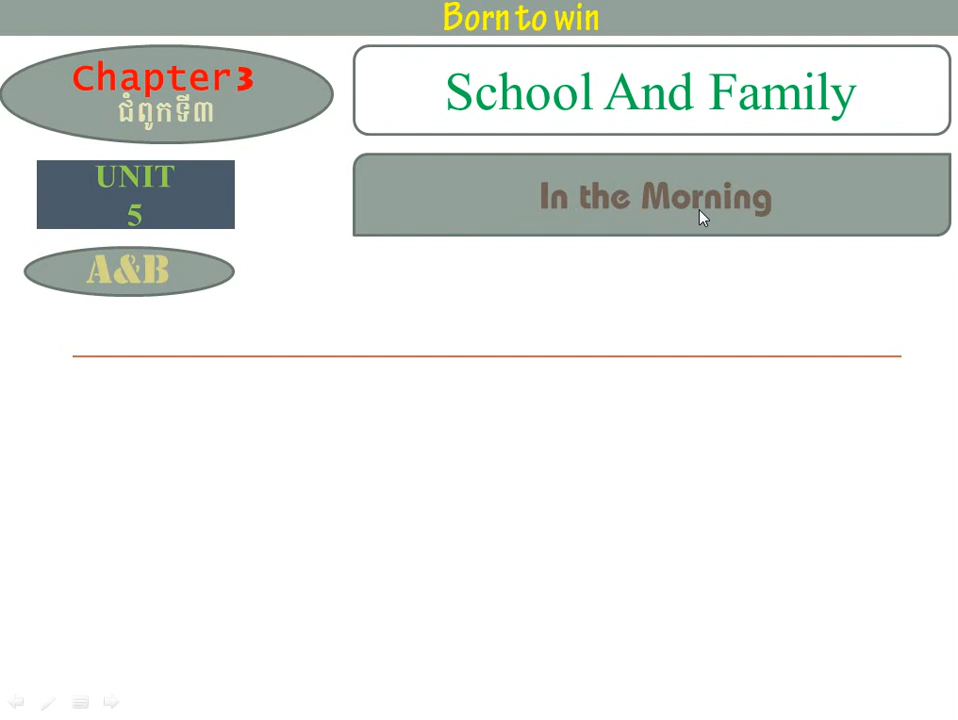 Born to win
Chapter3
ជំពូកទី៣
School And Family
UNIT
5
In the Morning
A&B